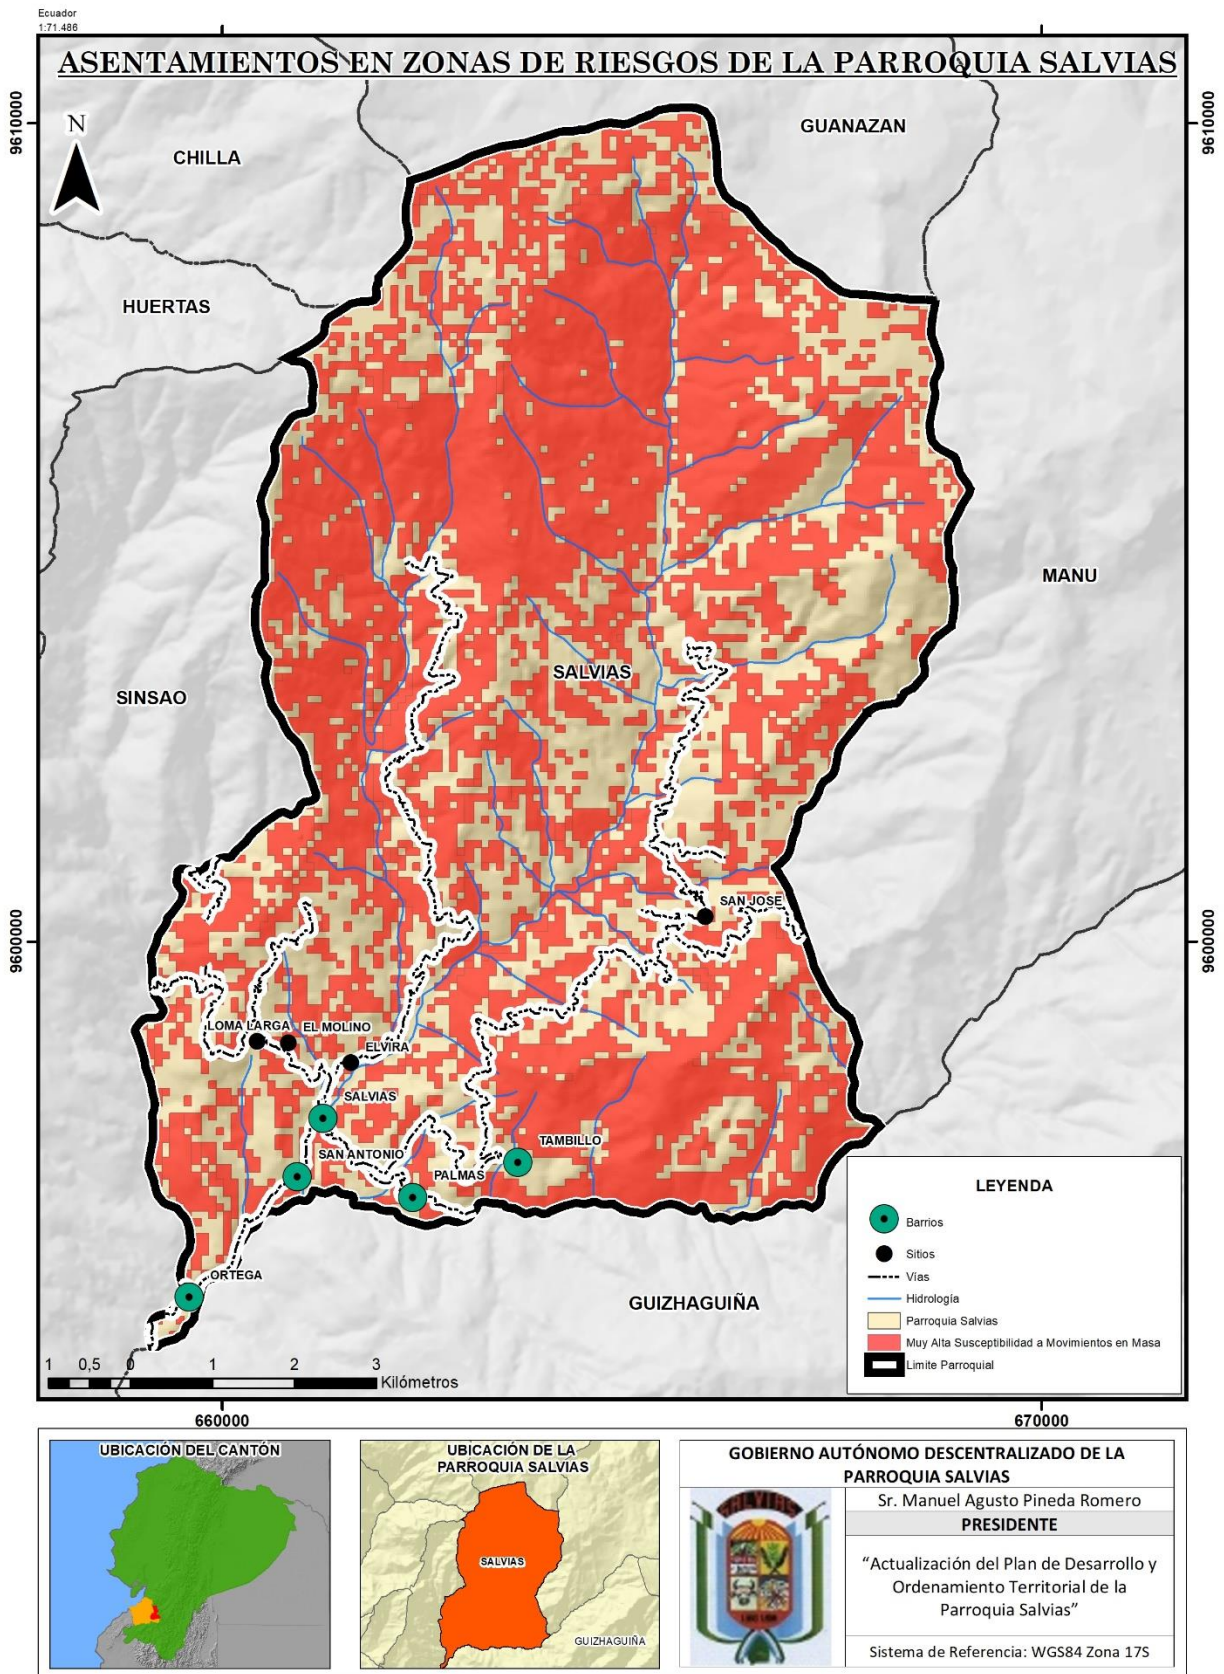 Ecuador
1:71.486
ASENTAMIENTOS EN ZONAS DE RIESGOS DE LA PARROQUIA SALVIAS
9610000
9610000
N
CHILLA
GUANAZAN
HUERTAS
MANU
SALVIAS
SINSAO
SAN JOSE
9600000
9600000
LOMA LARGA
EL MOLINO
ELVIRA
SALVIAS
SAN ANTONIO
TAMBILLO
PALMAS
ORTEGA
GUIZHAGUIÑA
LEYENDA
Barrios
Sitios
Vías
Hidrología
Parroquia Salvias
Muy Alta Susceptibilidad a Movimientos en Masa
Limite Parroquial
1 0,5 0 1 2 3
Kilómetros
660000
670000
UBICACIÓN DEL CANTÓN
UBICACIÓN DE LA
PARROQUIA SALVIAS
SALVIAS
GUIZHAGUIÑA
GOBIERNO AUTÓNOMO DESCENTRALIZADO DE LA
PARROQUIA SALVIAS
SALVIAS
Sr. Manuel Agusto Pineda Romero
PRESIDENTE
“Actualización del Plan de Desarrollo y
Ordenamiento Territorial de la
Parroquia Salvias”
Sistema de Referencia: WGS84 Zona 17S